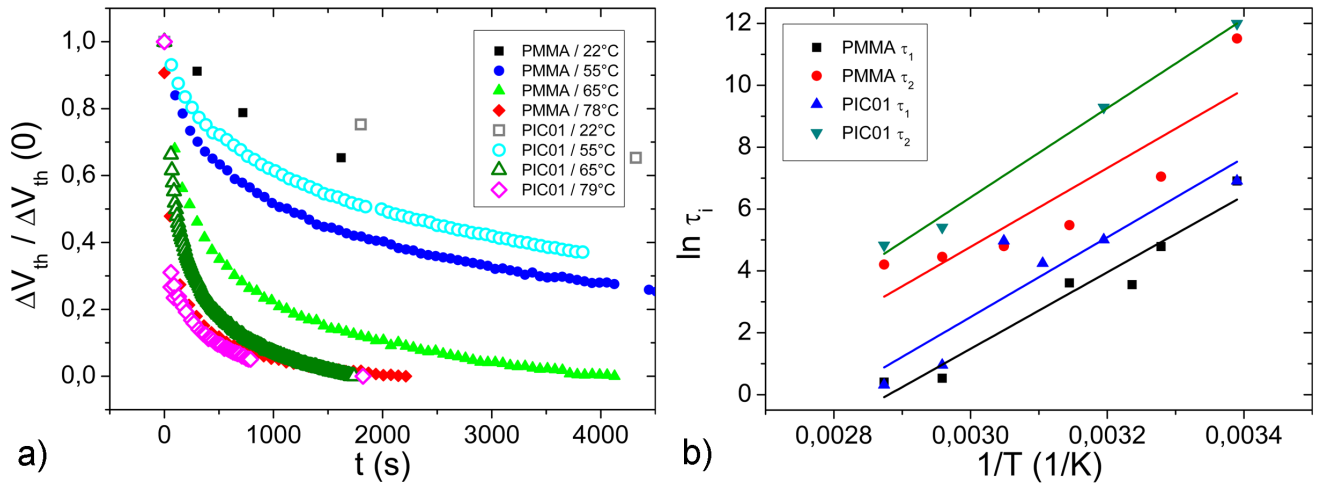 ΔV_th / ΔV_th (0)
1,0
0,8
0,6
0,4
0,2
0,0
0
1000
2000
3000
4000
t (s)
a)
PMMA / 22°C
PMMA / 55°C
PMMA / 65°C
PMMA / 78°C
PIC01 / 22°C
PIC01 / 55°C
PIC01 / 65°C
PIC01 / 79°C
ln τ_i
12
10
8
6
4
2
0
0,0028
0,0030
0,0032
0,0034
1/T (1/K)
b)
PMMA τ_1
PMMA τ_2
PIC01 τ_1
PIC01 τ_2